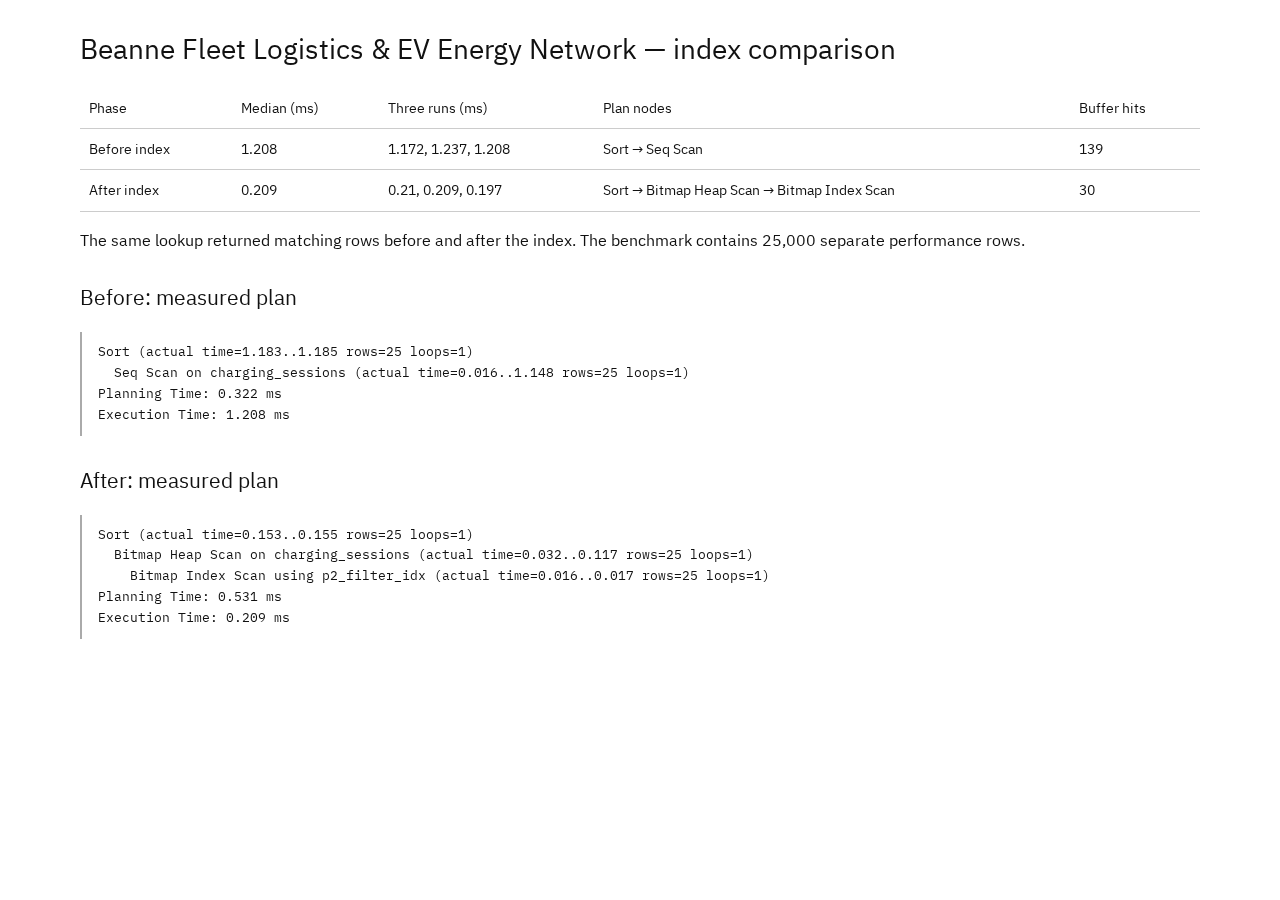 Beanne Fleet Logistics & EV Energy Network — index comparison
Phase Median (ms) Three runs (ms) Plan nodes Buffer hits
Before index 1.208 1.172, 1.237, 1.208 Sort → Seq Scan 139
After index 0.209 0.21, 0.209, 0.197 Sort → Bitmap Heap Scan → Bitmap Index Scan 30
The same lookup returned matching rows before and after the index. The benchmark contains 25,000 separate performance rows.
Before: measured plan
Sort (actual time=1.183..1.185 rows=25 loops=1)
  Seq Scan on charging_sessions (actual time=0.016..1.148 rows=25 loops=1)
Planning Time: 0.322 ms
Execution Time: 1.208 ms
After: measured plan
Sort (actual time=0.153..0.155 rows=25 loops=1)
  Bitmap Heap Scan on charging_sessions (actual time=0.032..0.117 rows=25 loops=1)
    Bitmap Index Scan using p2_filter_idx (actual time=0.016..0.017 rows=25 loops=1)
Planning Time: 0.531 ms
Execution Time: 0.209 ms